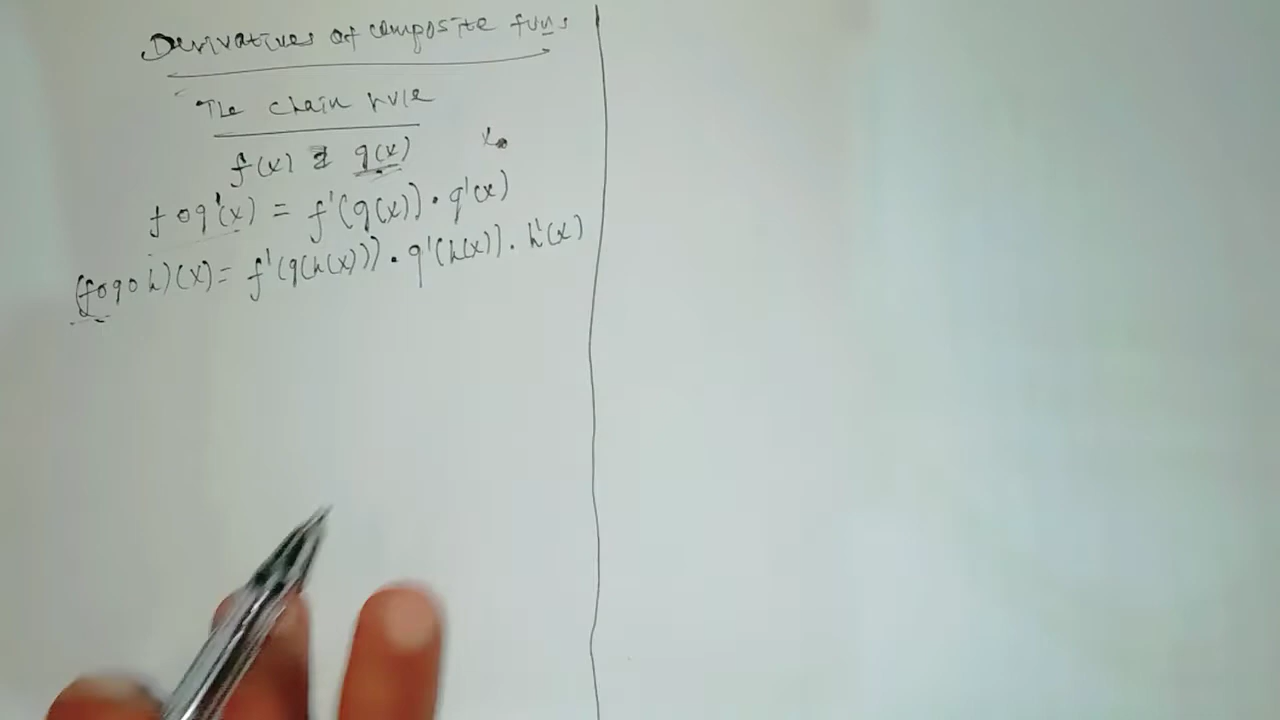 Derivatives of composite funs
The chain rule
f(x) & g(x) x
fog'(x) = f'(g(x)) · g'(x)
(fogoh)(x) = f'(g(h(x))) · g'(h(x)) · h'(x)